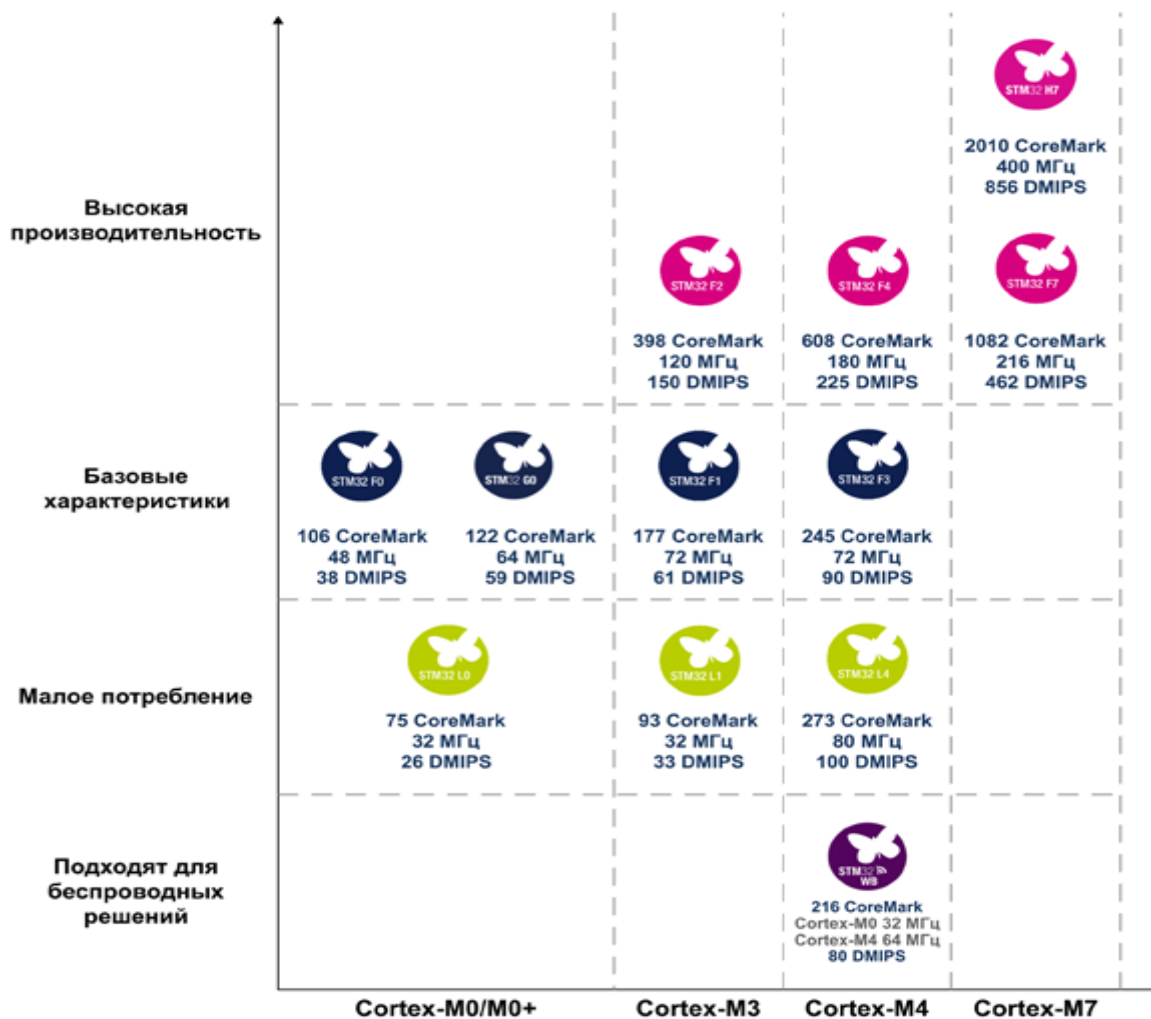 STM32 H7
2010 CoreMark
400 МГц
856 DMIPS
Высокая
производительность
STM32 F2
STM32 F4
STM32 F7
398 CoreMark
608 CoreMark
1082 CoreMark
120 МГц
180 МГц
216 МГц
150 DMIPS
225 DMIPS
462 DMIPS
Базовые
характеристики
STM32 F0
STM32 G0
STM32 F1
STM32 F3
106 CoreMark
122 CoreMark
177 CoreMark
245 CoreMark
48 МГц
64 МГц
72 МГц
72 МГц
38 DMIPS
59 DMIPS
61 DMIPS
90 DMIPS
Малое потребление
STM32 L0
STM32 L1
STM32 L4
75 CoreMark
93 CoreMark
273 CoreMark
32 МГц
32 МГц
80 МГц
26 DMIPS
33 DMIPS
100 DMIPS
Подходят для
беспроводных
решений
STM32
WB
216 CoreMark
Cortex-M0 32 МГц
Cortex-M4 64 МГц
80 DMIPS
Cortex-M0/M0+
Cortex-M3
Cortex-M4
Cortex-M7